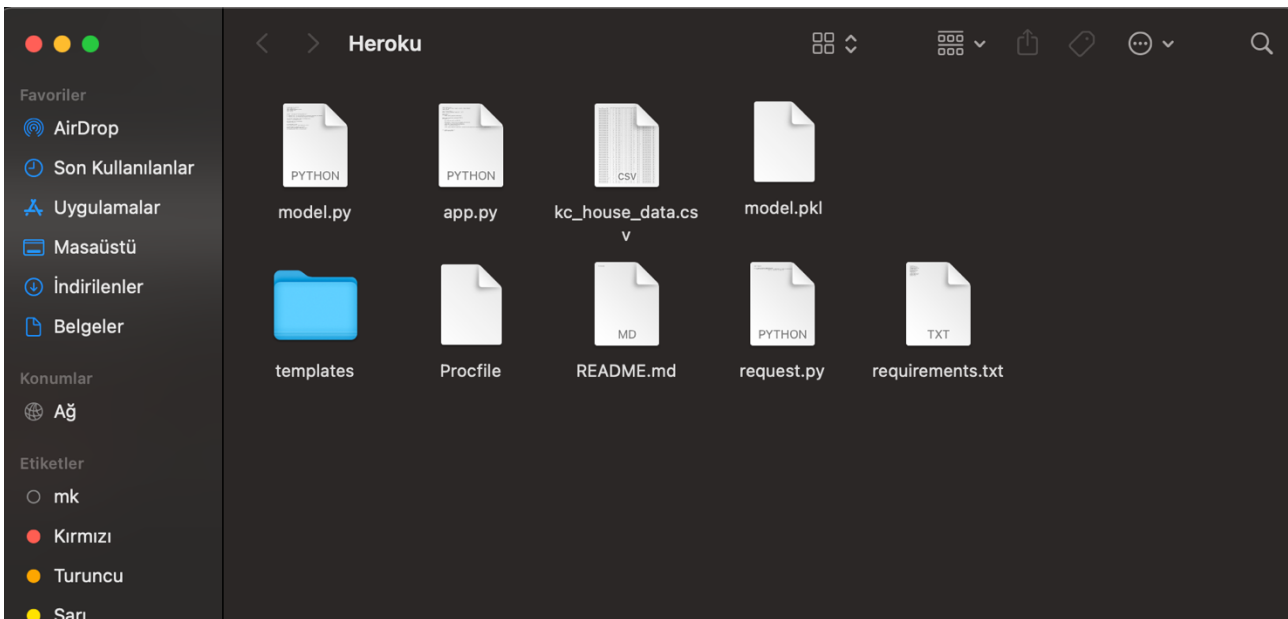 Heroku
Favoriler
AirDrop
Son Kullanılanlar
Uygulamalar
Masaüstü
İndirilenler
Belgeler
Konumlar
Ağ
Etiketler
mk
Kırmızı
Turuncu
Sarı
PYTHON
PYTHON
CSV
model.py
app.py
kc_house_data.cs
v
model.pkl
MD
PYTHON
TXT
templates
Procfile
README.md
request.py
requirements.txt